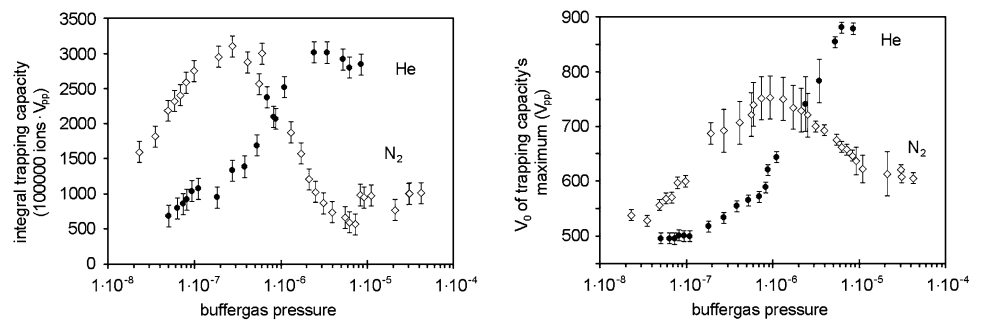 integral trapping capacity
(100000 ions·Vpp)
3500
3000
2500
2000
1500
1000
500
0
He
N2
1·10-8
1·10-7
1·10-6
1·10-5
1·10-4
buffergas pressure
V0 of trapping capacity's
maximum (Vpp)
900
800
700
600
500
He
N2
1·10-8
1·10-7
1·10-6
1·10-5
1·10-4
buffergas pressure